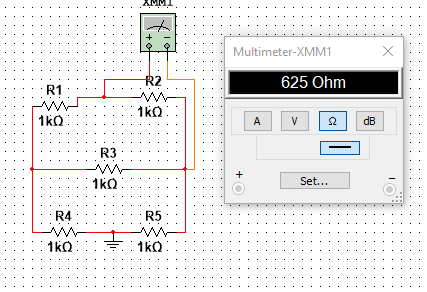 XMM1
Multimeter-XMM1
625 Ohm
A V Ω dB
+ Set... −
+ −
R1 R2
1kΩ 1kΩ
R3
1kΩ
R4 R5
1kΩ 1kΩ